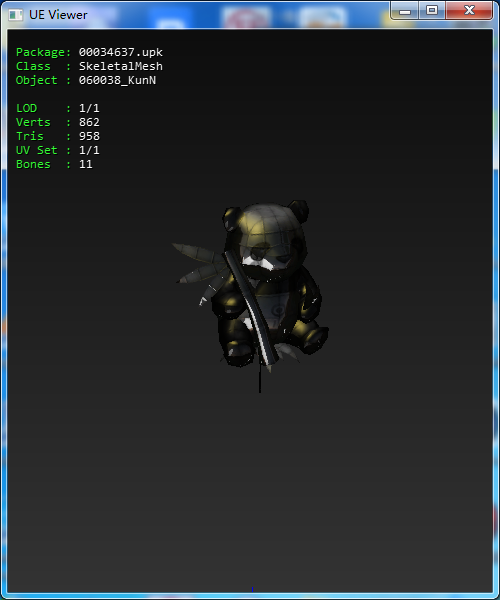 UE Viewer
Package: 00034637.upk
Class : SkeletalMesh
Object : 060038_KunN
LOD : 1/1
Verts : 862
Tris : 958
UV Set : 1/1
Bones : 11